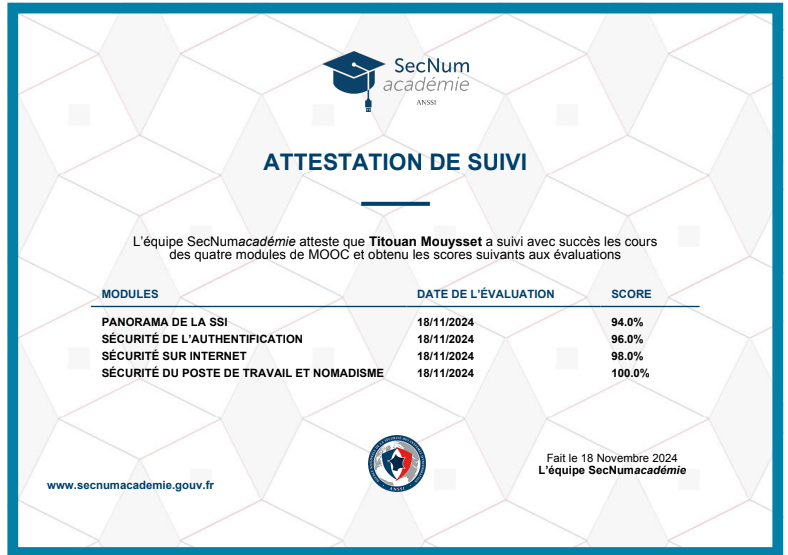 SecNum
académie
ANSSI
ATTESTATION DE SUIVI
L'équipe SecNumacadémie atteste que Titouan Mouysset a suivi avec succès les cours
des quatre modules de MOOC et obtenu les scores suivants aux évaluations
MODULES DATE DE L'ÉVALUATION SCORE
PANORAMA DE LA SSI 18/11/2024 94.0%
SÉCURITÉ DE L'AUTHENTIFICATION 18/11/2024 96.0%
SÉCURITÉ SUR INTERNET 18/11/2024 98.0%
SÉCURITÉ DU POSTE DE TRAVAIL ET NOMADISME 18/11/2024 100.0%
ANSSI
Fait le 18 Novembre 2024
L'équipe SecNumacadémie
www.secnumacademie.gouv.fr